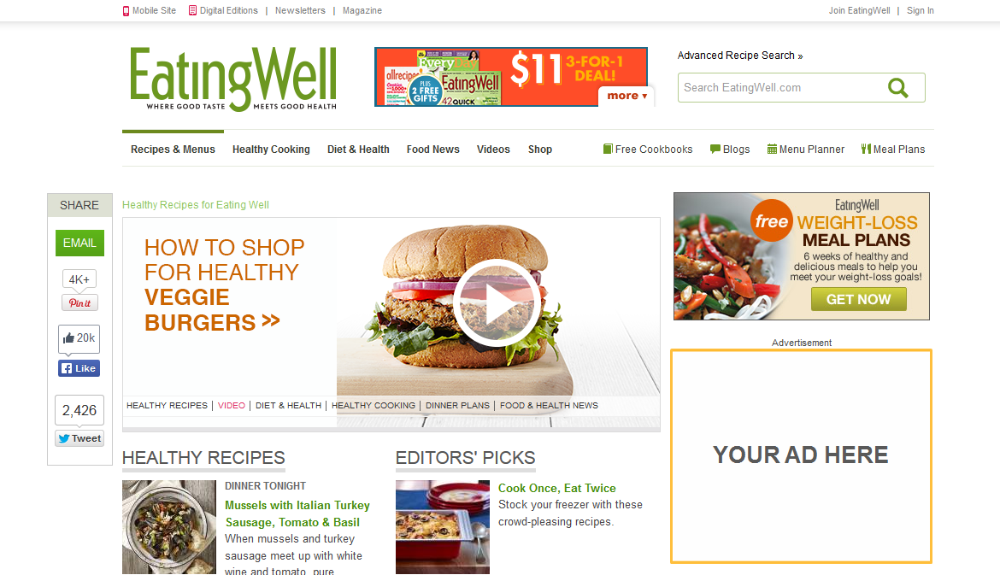 Mobile Site Digital Editions | Newsletters | Magazine Join EatingWell | Sign In
EatingWell
WHERE GOOD TASTE MEETS GOOD HEALTH
allrecipes
EveryDay
PLUS
2 FREE
GIFTS
EatingWell
42 QUICK
$11 3-FOR-1
DEAL!
more ▾
Advanced Recipe Search »
Search EatingWell.com
Recipes & Menus Healthy Cooking Diet & Health Food News Videos Shop Free Cookbooks Blogs Menu Planner Meal Plans
SHARE
EMAIL
4K+
Pin it
20k
Like
2,426
Tweet
Healthy Recipes for Eating Well
HOW TO SHOP
FOR HEALTHY
VEGGIE
BURGERS >>
HEALTHY RECIPES | VIDEO | DIET & HEALTH | HEALTHY COOKING | DINNER PLANS | FOOD & HEALTH NEWS
EatingWell
free WEIGHT-LOSS
MEAL PLANS
6 weeks of healthy and
delicious meals to help you
meet your weight-loss goals!
GET NOW
Advertisement
YOUR AD HERE
HEALTHY RECIPES
DINNER TONIGHT
Mussels with Italian Turkey
Sausage, Tomato & Basil
When mussels and turkey
sausage meet up with white
wine and tomato, pure
EDITORS' PICKS
Cook Once, Eat Twice
Stock your freezer with these
crowd-pleasing recipes.